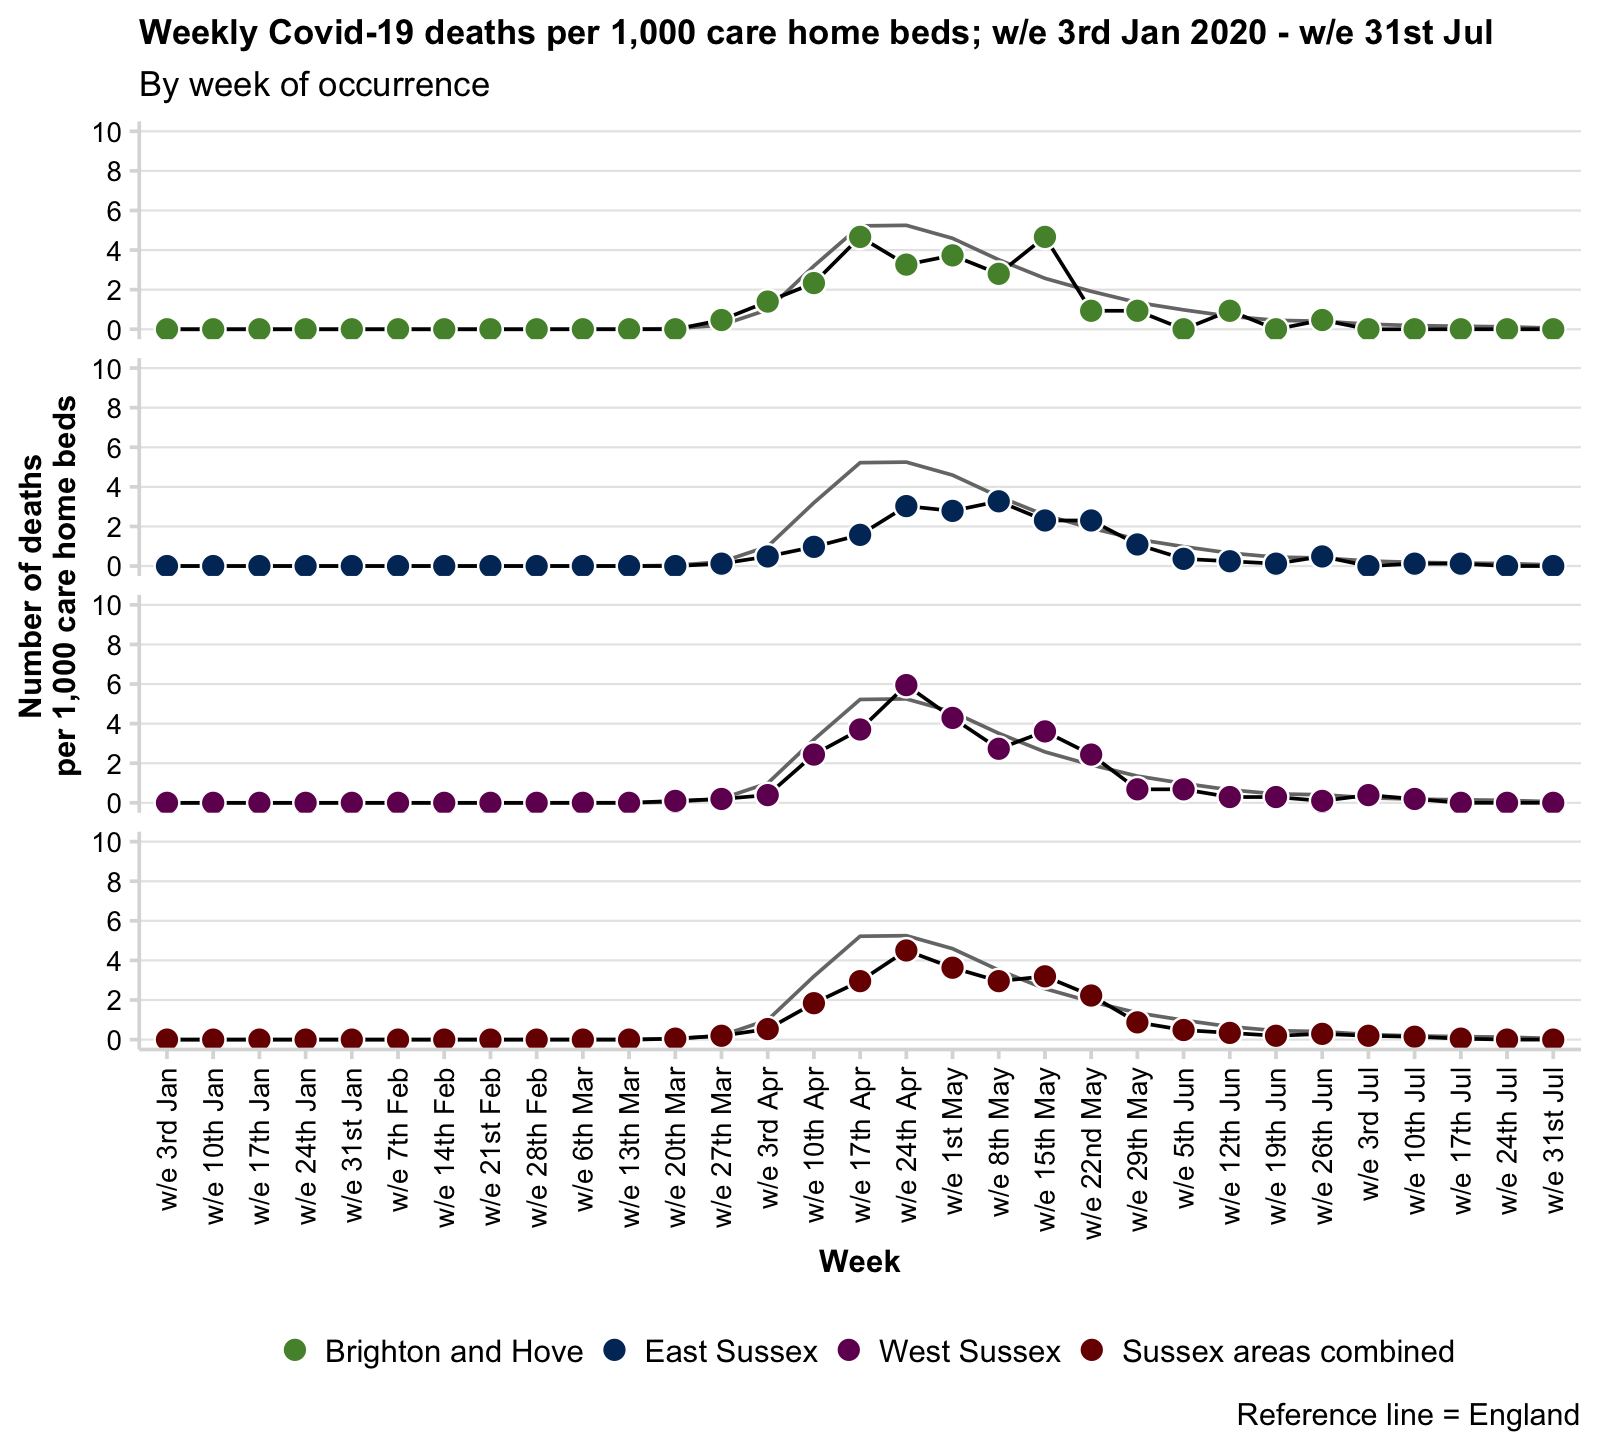 Weekly Covid-19 deaths per 1,000 care home beds; w/e 3rd Jan 2020 - w/e 31st Jul
By week of occurrence
Number of deaths
per 1,000 care home beds
10
8
6
4
2
0
10
8
6
4
2
0
10
8
6
4
2
0
10
8
6
4
2
0
w/e 3rd Jan
w/e 10th Jan
w/e 17th Jan
w/e 24th Jan
w/e 31st Jan
w/e 7th Feb
w/e 14th Feb
w/e 21st Feb
w/e 28th Feb
w/e 6th Mar
w/e 13th Mar
w/e 20th Mar
w/e 27th Mar
w/e 3rd Apr
w/e 10th Apr
w/e 17th Apr
w/e 24th Apr
w/e 1st May
w/e 8th May
w/e 15th May
w/e 22nd May
w/e 29th May
w/e 5th Jun
w/e 12th Jun
w/e 19th Jun
w/e 26th Jun
w/e 3rd Jul
w/e 10th Jul
w/e 17th Jul
w/e 24th Jul
w/e 31st Jul
Week
Brighton and Hove East Sussex West Sussex Sussex areas combined
Reference line = England